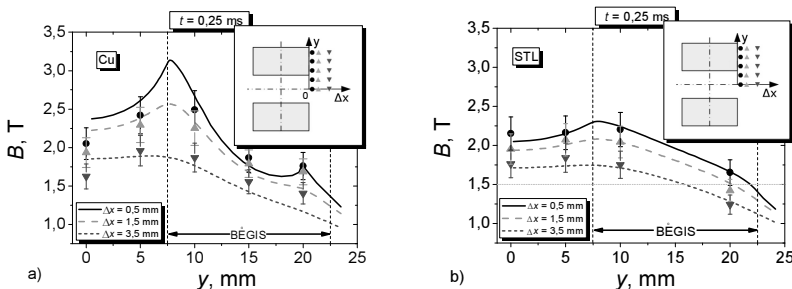 t = 0,25 ms
Cu
y
0
Δx
3,5
3,0
2,5
2,0
1,5
1,0
B, T
Δx = 0,5 mm
Δx = 1,5 mm
Δx = 3,5 mm
BĖGIS
0 5 10 15 20 25
y, mm
a)
t = 0,25 ms
STL
y
Δx
3,5
3,0
2,5
2,0
1,5
1,0
B, T
Δx = 0,5 mm
Δx = 1,5 mm
Δx = 3,5 mm
BĖGIS
0 5 10 15 20 25
y, mm
b)